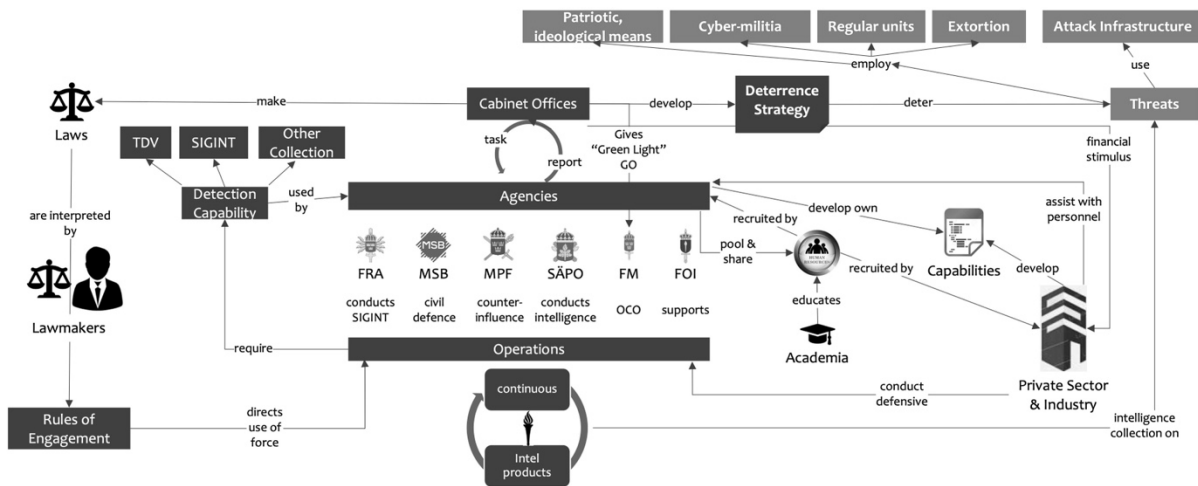 Patriotic,
ideological means
Cyber-militia
Regular units
Extortion
Attack Infrastructure
employ
use
Laws
make
Cabinet Offices
develop
Deterrence
Strategy
deter
Threats
TDV
SIGINT
Other
Collection
task
report
Gives
"Green Light"
GO
financial
stimulus
Detection
Capability
used
by
Agencies
are interpreted
by
recruited by
develop own
assist with
personnel
FRA
MSB
MPF
SÄPO
FM
FOI
pool &
share
recruited by
Capabilities
develop
conducts
SIGINT
civil
defence
counter-
influence
conducts
intelligence
OCO
supports
educates
Lawmakers
require
Operations
Academia
Private Sector
& Industry
continuous
conduct
defensive
Rules of
Engagement
directs
use of
force
Intel
products
intelligence
collection on